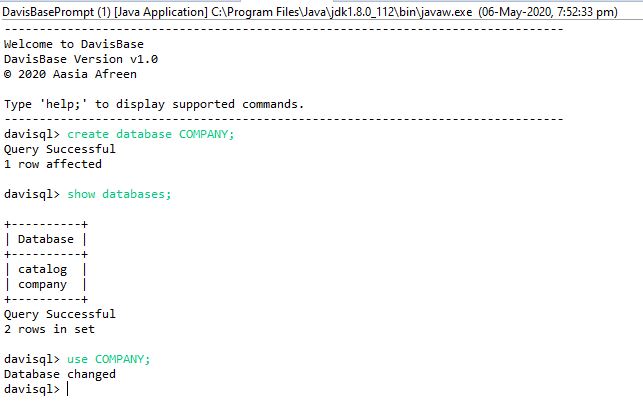 DavisBasePrompt (1) [Java Application] C:\Program Files\Java\jdk1.8.0_112\bin\javaw.exe (06-May-2020, 7:52:33 pm)
--------------------------------------------------------------------------------
Welcome to DavisBase
DavisBase Version v1.0
© 2020 Aasia Afreen

Type 'help;' to display supported commands.
--------------------------------------------------------------------------------
davisql> create database COMPANY;
Query Successful
1 row affected

davisql> show databases;

+----------+
| Database |
+----------+
| catalog  |
| company  |
+----------+
Query Successful
2 rows in set

davisql> use COMPANY;
Database changed
davisql>